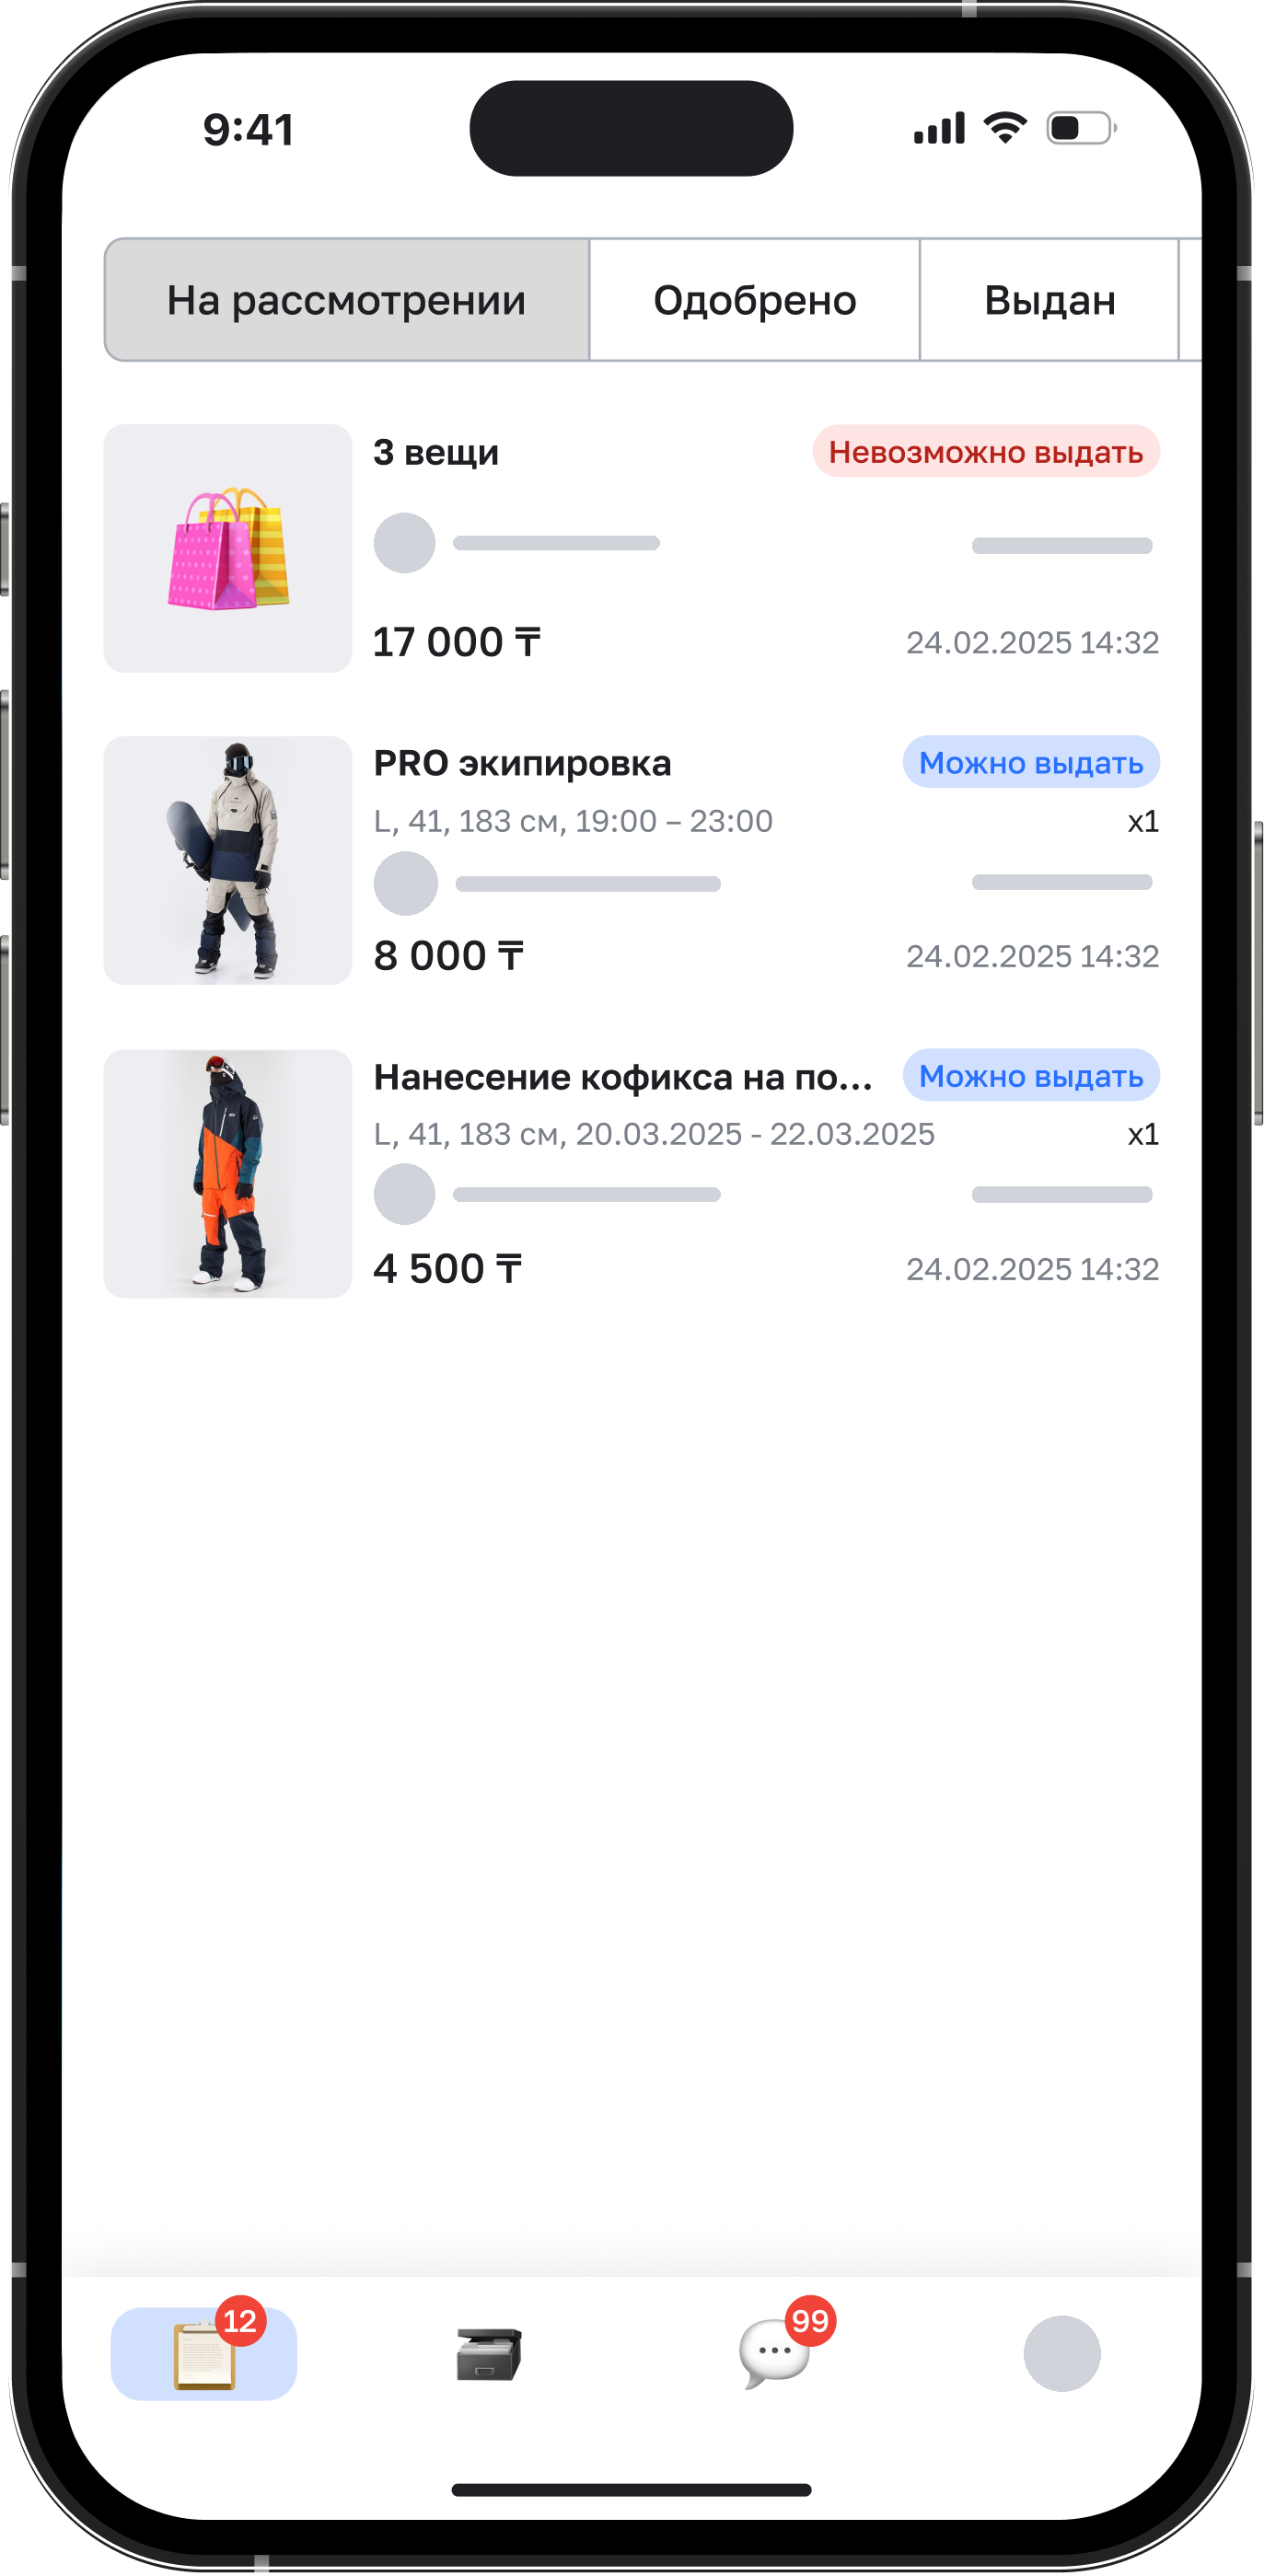 9:41
На рассмотрении
Одобрено
Выдан
3 вещи
Невозможно выдать
17 000 ₸
24.02.2025 14:32
PRO экипировка
Можно выдать
L, 41, 183 см, 19:00 – 23:00
x1
8 000 ₸
24.02.2025 14:32
Нанесение кофикса на по...
Можно выдать
L, 41, 183 см, 20.03.2025 - 22.03.2025
x1
4 500 ₸
24.02.2025 14:32
12
99